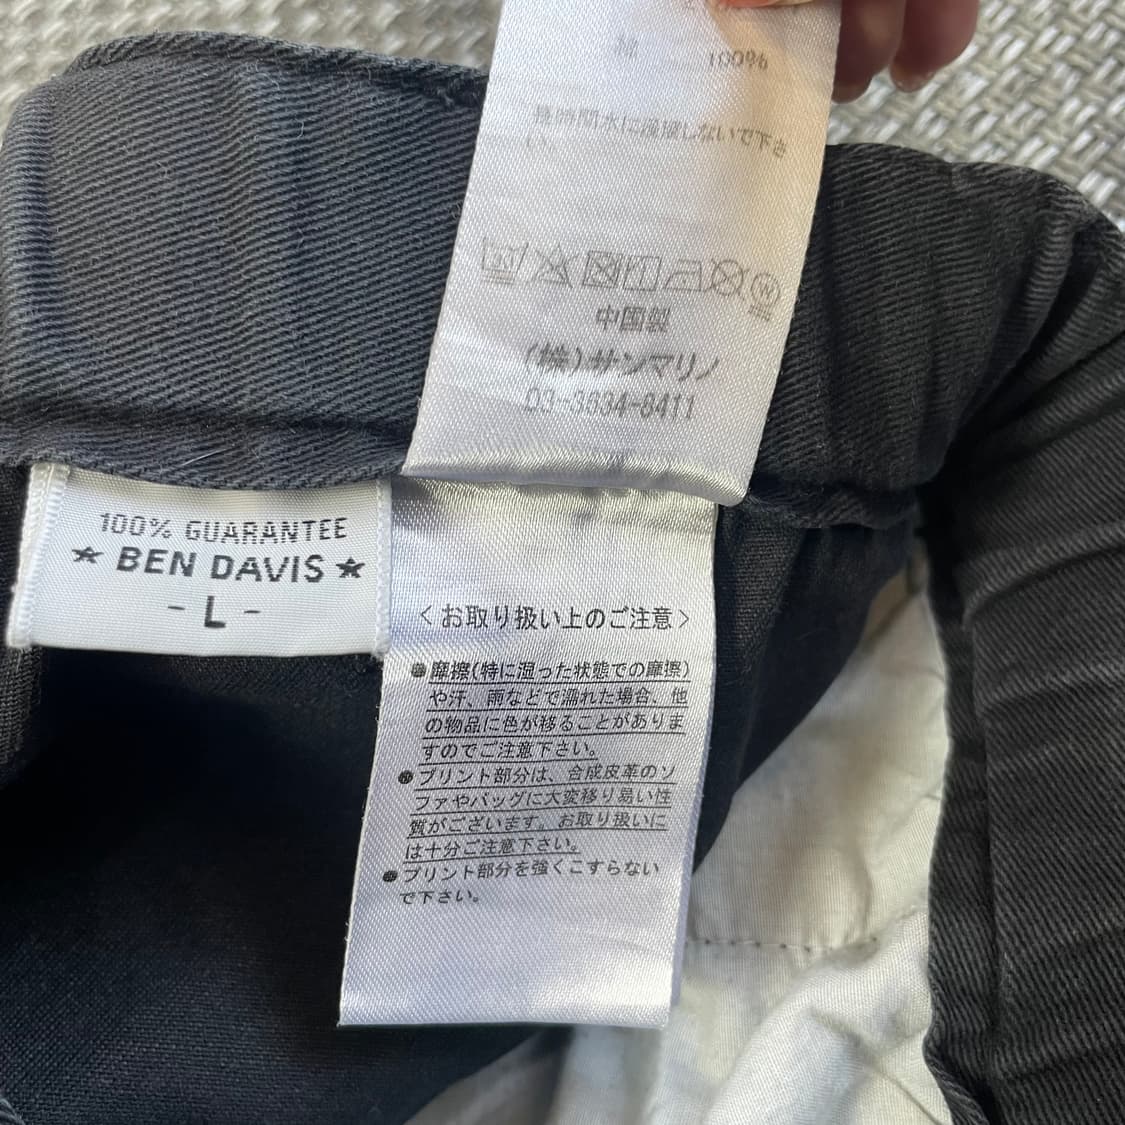 綿 100%
長時間水に放置しないで下さ
い
中国製
(株)サンマリノ
03-3634-8411
100% GUARANTEE
★ BEN DAVIS ★
- L -
<お取り扱い上のご注意>
●摩擦(特に湿った状態での摩擦)
や汗、雨などで濡れた場合、他
の物品に色が移ることがありま
すのでご注意下さい。
●プリント部分は、合成皮革のソ
ファやバッグに大変移り易い性
質がございます。お取り扱いに
は十分ご注意下さい。
●プリント部分を強くこすらない
で下さい。